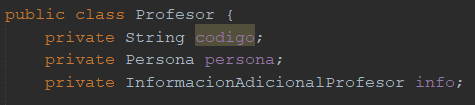 public class Profesor {
    private String codigo;
    private Persona persona;
    private InformacionAdicionalProfesor info;